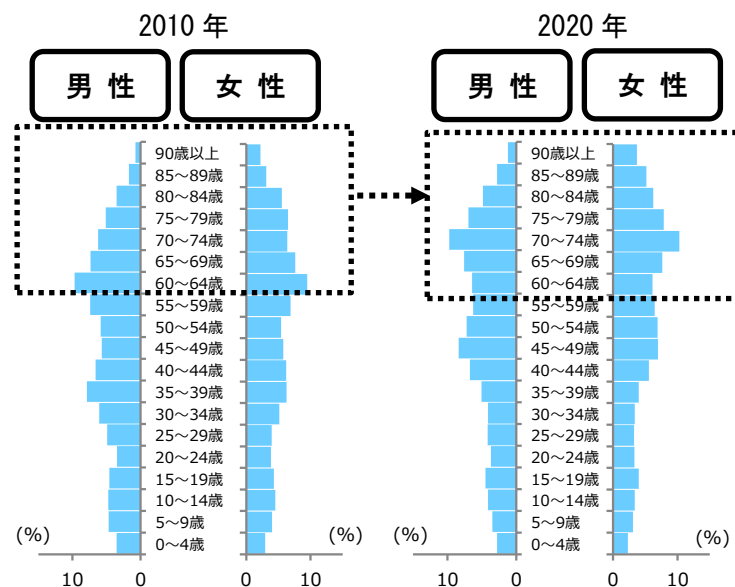 2010 年
2020 年
男 性
女 性
男 性
女 性
90歳以上
85～89歳
80～84歳
75～79歳
70～74歳
65～69歳
60～64歳
55～59歳
50～54歳
45～49歳
40～44歳
35～39歳
30～34歳
25～29歳
20～24歳
15～19歳
10～14歳
5～9歳
0～4歳
(%)
(%)
10
0
0
10
90歳以上
85～89歳
80～84歳
75～79歳
70～74歳
65～69歳
60～64歳
55～59歳
50～54歳
45～49歳
40～44歳
35～39歳
30～34歳
25～29歳
20～24歳
15～19歳
10～14歳
5～9歳
0～4歳
(%)
(%)
10
0
0
10